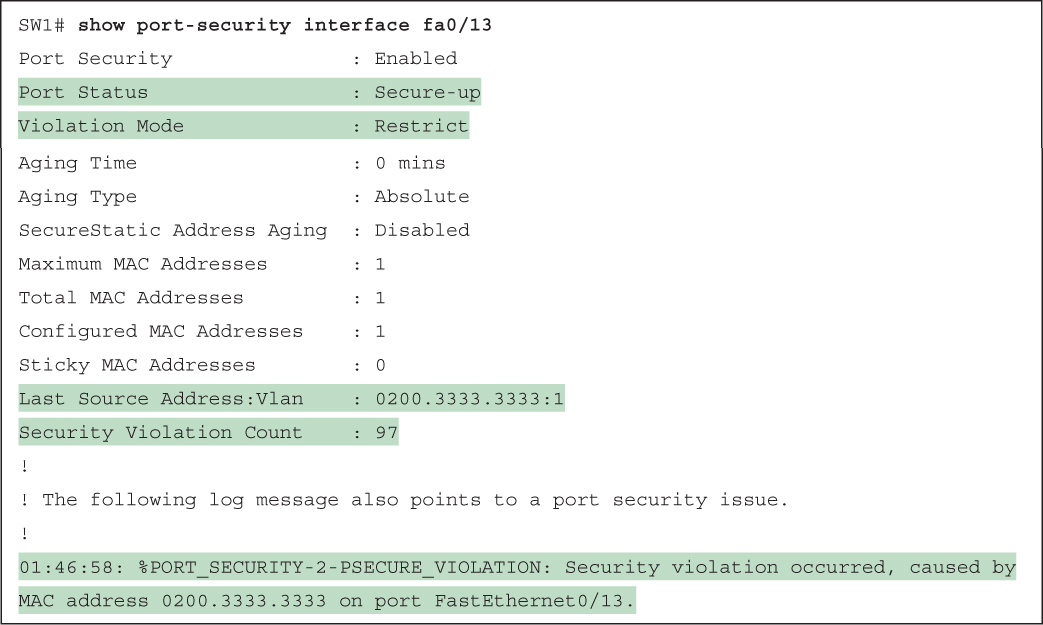 SW1# show port-security interface fa0/13
Port Security : Enabled
Port Status : Secure-up
Violation Mode : Restrict
Aging Time : 0 mins
Aging Type : Absolute
SecureStatic Address Aging : Disabled
Maximum MAC Addresses : 1
Total MAC Addresses : 1
Configured MAC Addresses : 1
Sticky MAC Addresses : 0
Last Source Address:Vlan : 0200.3333.3333:1
Security Violation Count : 97
!
! The following log message also points to a port security issue.
!
01:46:58: %PORT_SECURITY-2-PSECURE_VIOLATION: Security violation occurred, caused by
MAC address 0200.3333.3333 on port FastEthernet0/13.